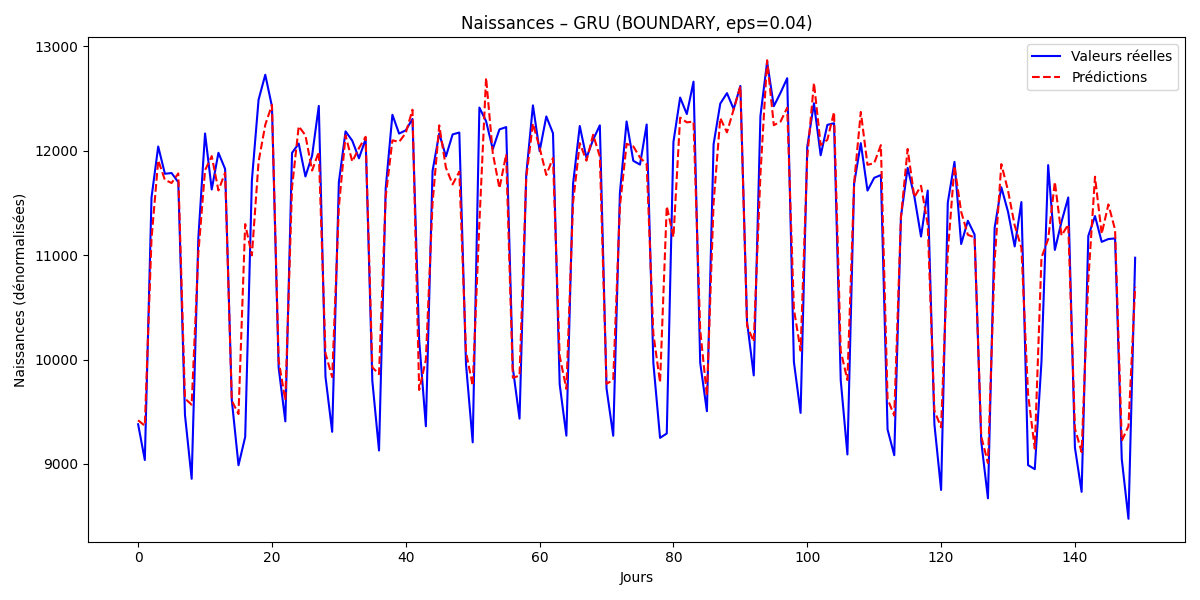 Naissances – GRU (BOUNDARY, eps=0.04)
Valeurs réelles
Prédictions
Naissances (dénormalisées)
13000
12000
11000
10000
9000
0 20 40 60 80 100 120 140
Jours